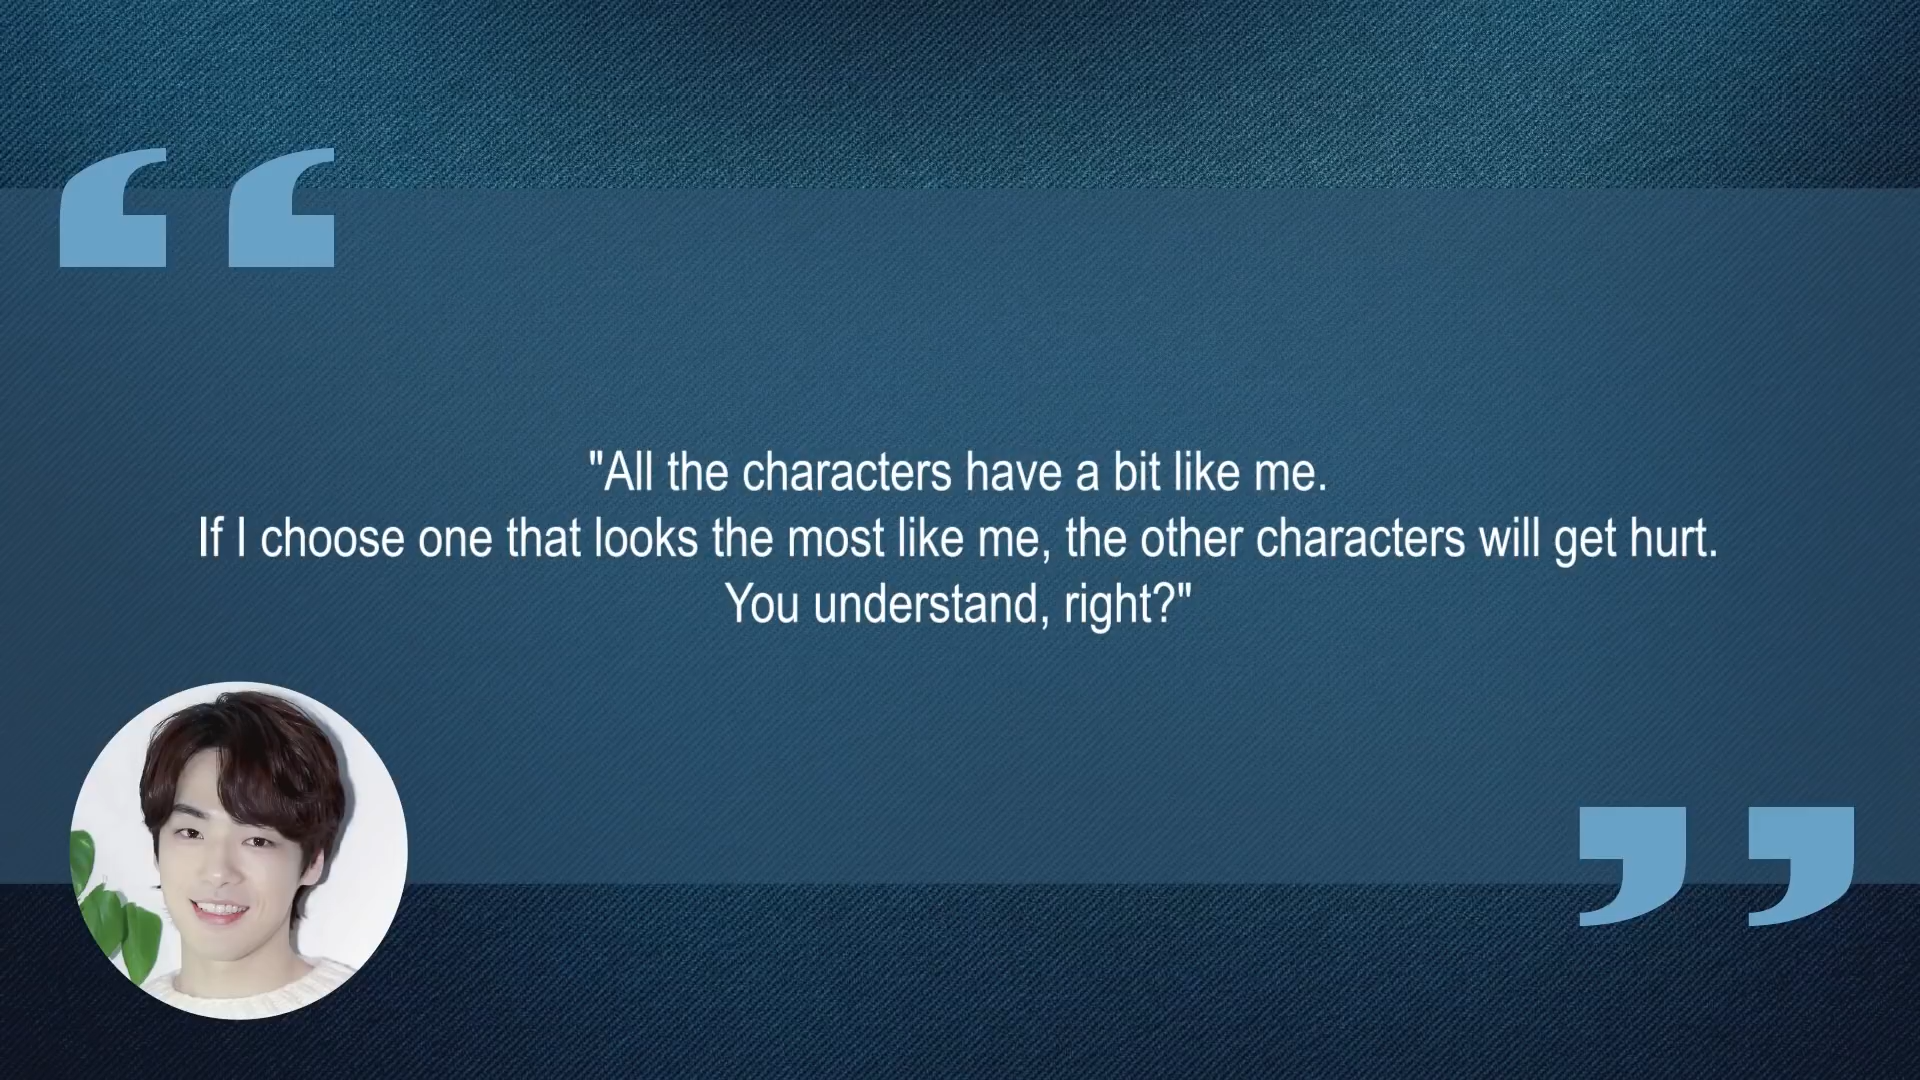 "All the characters have a bit like me.
If I choose one that looks the most like me, the other characters will get hurt.
You understand, right?"